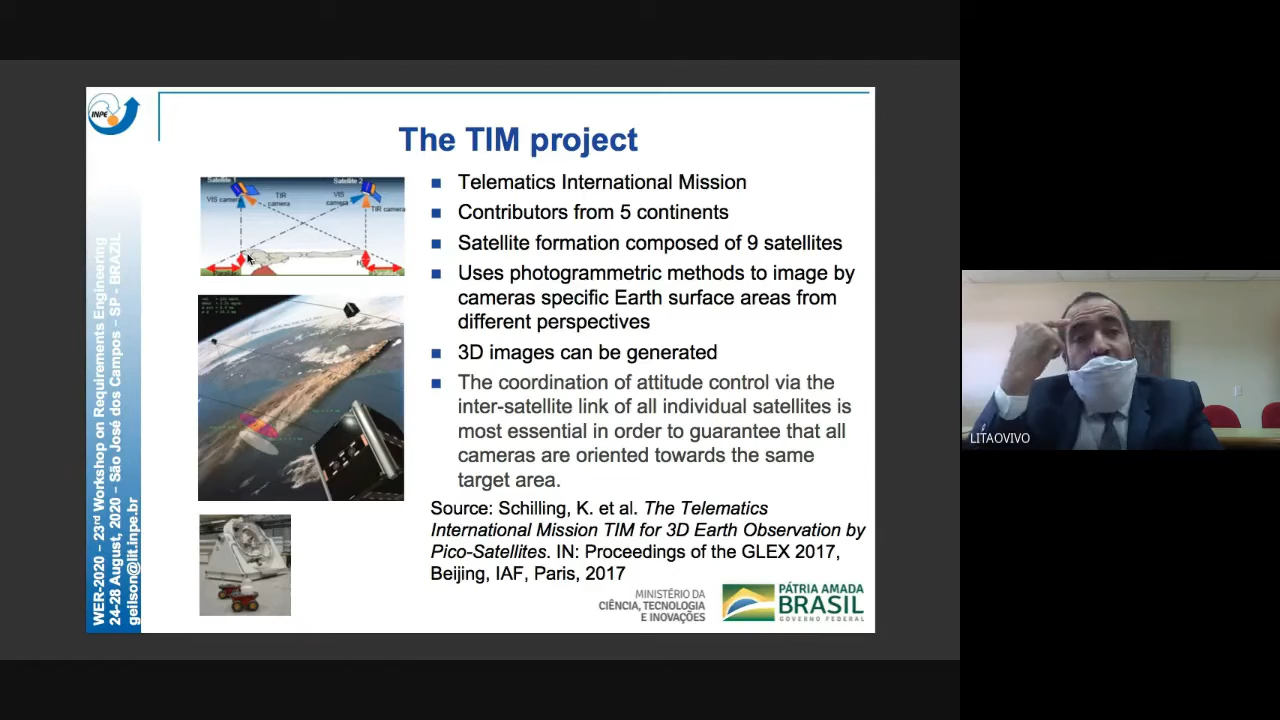 INPE
The TIM project
Satellite 1
Satellite 2
VIS camera
TIR
camera
VIS
camera
TIR camera
Telematics International Mission
Contributors from 5 continents
Satellite formation composed of 9 satellites
Uses photogrammetric methods to image by
cameras specific Earth surface areas from
different perspectives
3D images can be generated
The coordination of attitude control via the
inter-satellite link of all individual satellites is
most essential in order to guarantee that all
cameras are oriented towards the same
target area.
Source: Schilling, K. et al. The Telematics
International Mission TIM for 3D Earth Observation by
Pico-Satellites. IN: Proceedings of the GLEX 2017,
Beijing, IAF, Paris, 2017
WER-2020 – 23rd Workshop on Requirements Engineering
24-28 August, 2020 – São José dos Campos – SP - BRAZIL
geilson@lit.inpe.br
MINISTÉRIO DA
CIÊNCIA, TECNOLOGIA
E INOVAÇÕES
PÁTRIA AMADA
BRASIL
GOVERNO FEDERAL
LITAOVIVO